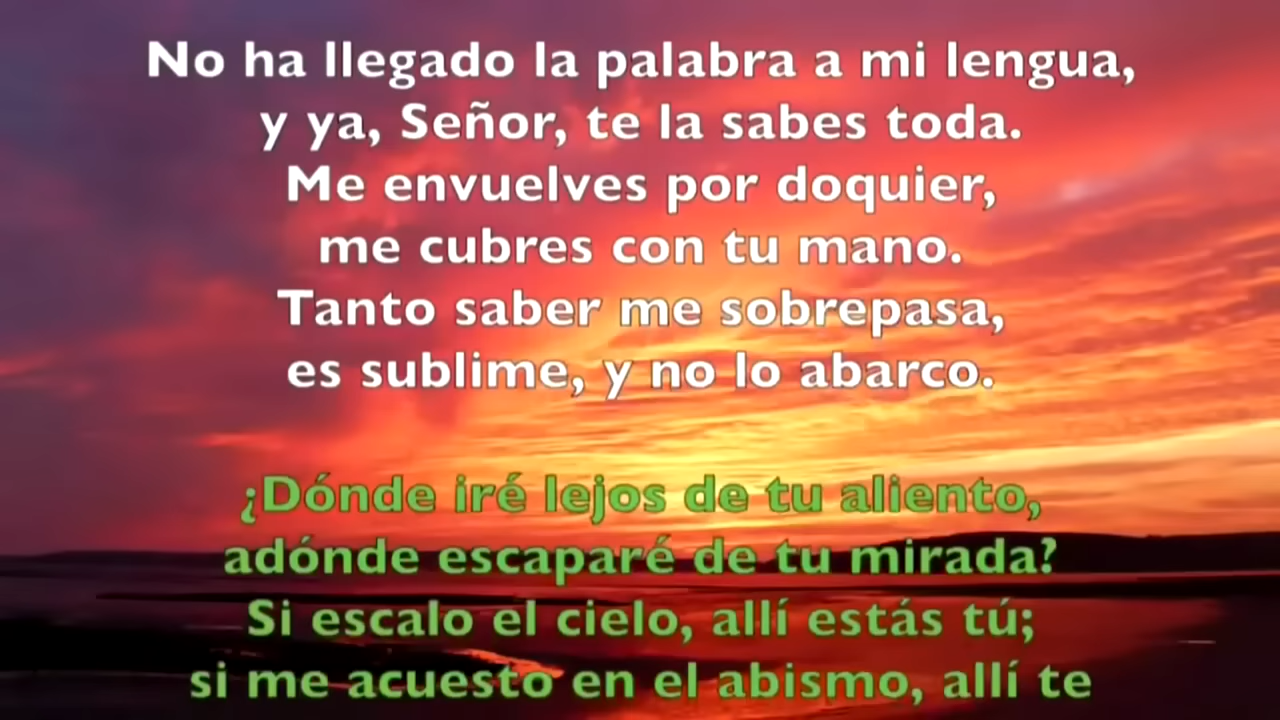 No ha llegado la palabra a mi lengua,
y ya, Señor, te la sabes toda.
Me envuelves por doquier,
me cubres con tu mano.
Tanto saber me sobrepasa,
es sublime, y no lo abarco.
¿Dónde iré lejos de tu aliento,
adónde escaparé de tu mirada?
Si escalo el cielo, allí estás tú;
si me acuesto en el abismo, allí te